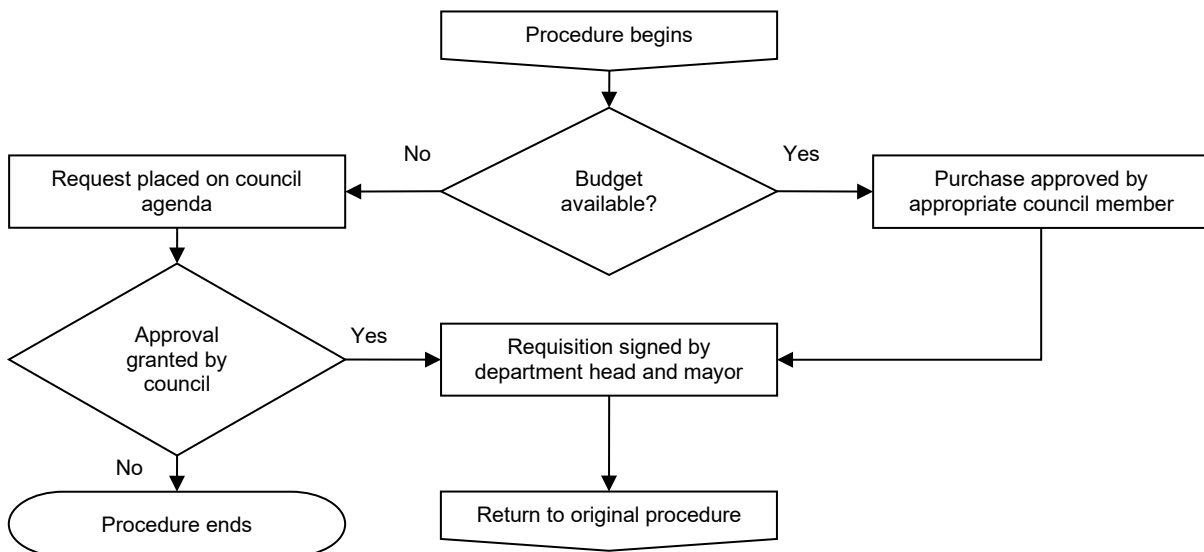 Procedure begins
No
Yes
Request placed on council
agenda
Budget
available?
Purchase approved by
appropriate council member
Approval
granted by
council
Yes
Requisition signed by
department head and mayor
No
Procedure ends
Return to original procedure